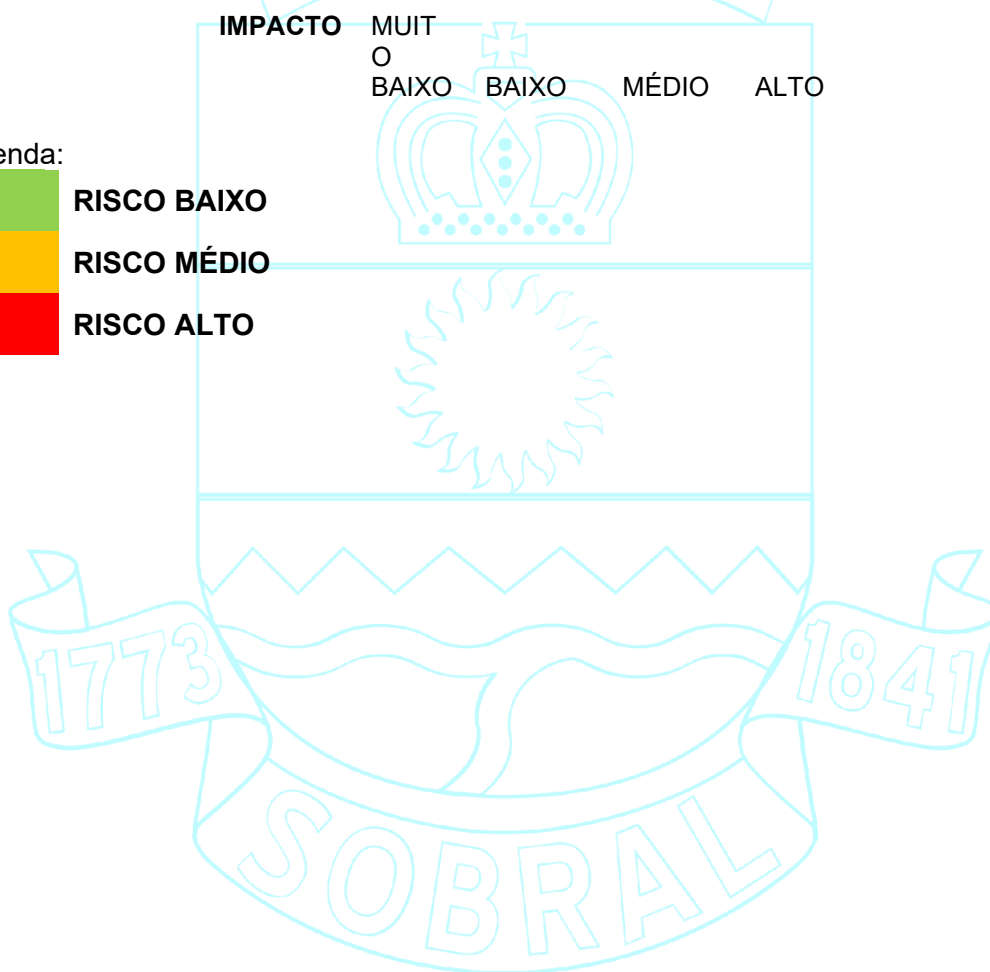 IMPACTO MUIT
O
BAIXO BAIXO MÉDIO ALTO
enda:
RISCO BAIXO
RISCO MÉDIO
RISCO ALTO
1773
1841
SOBRAL